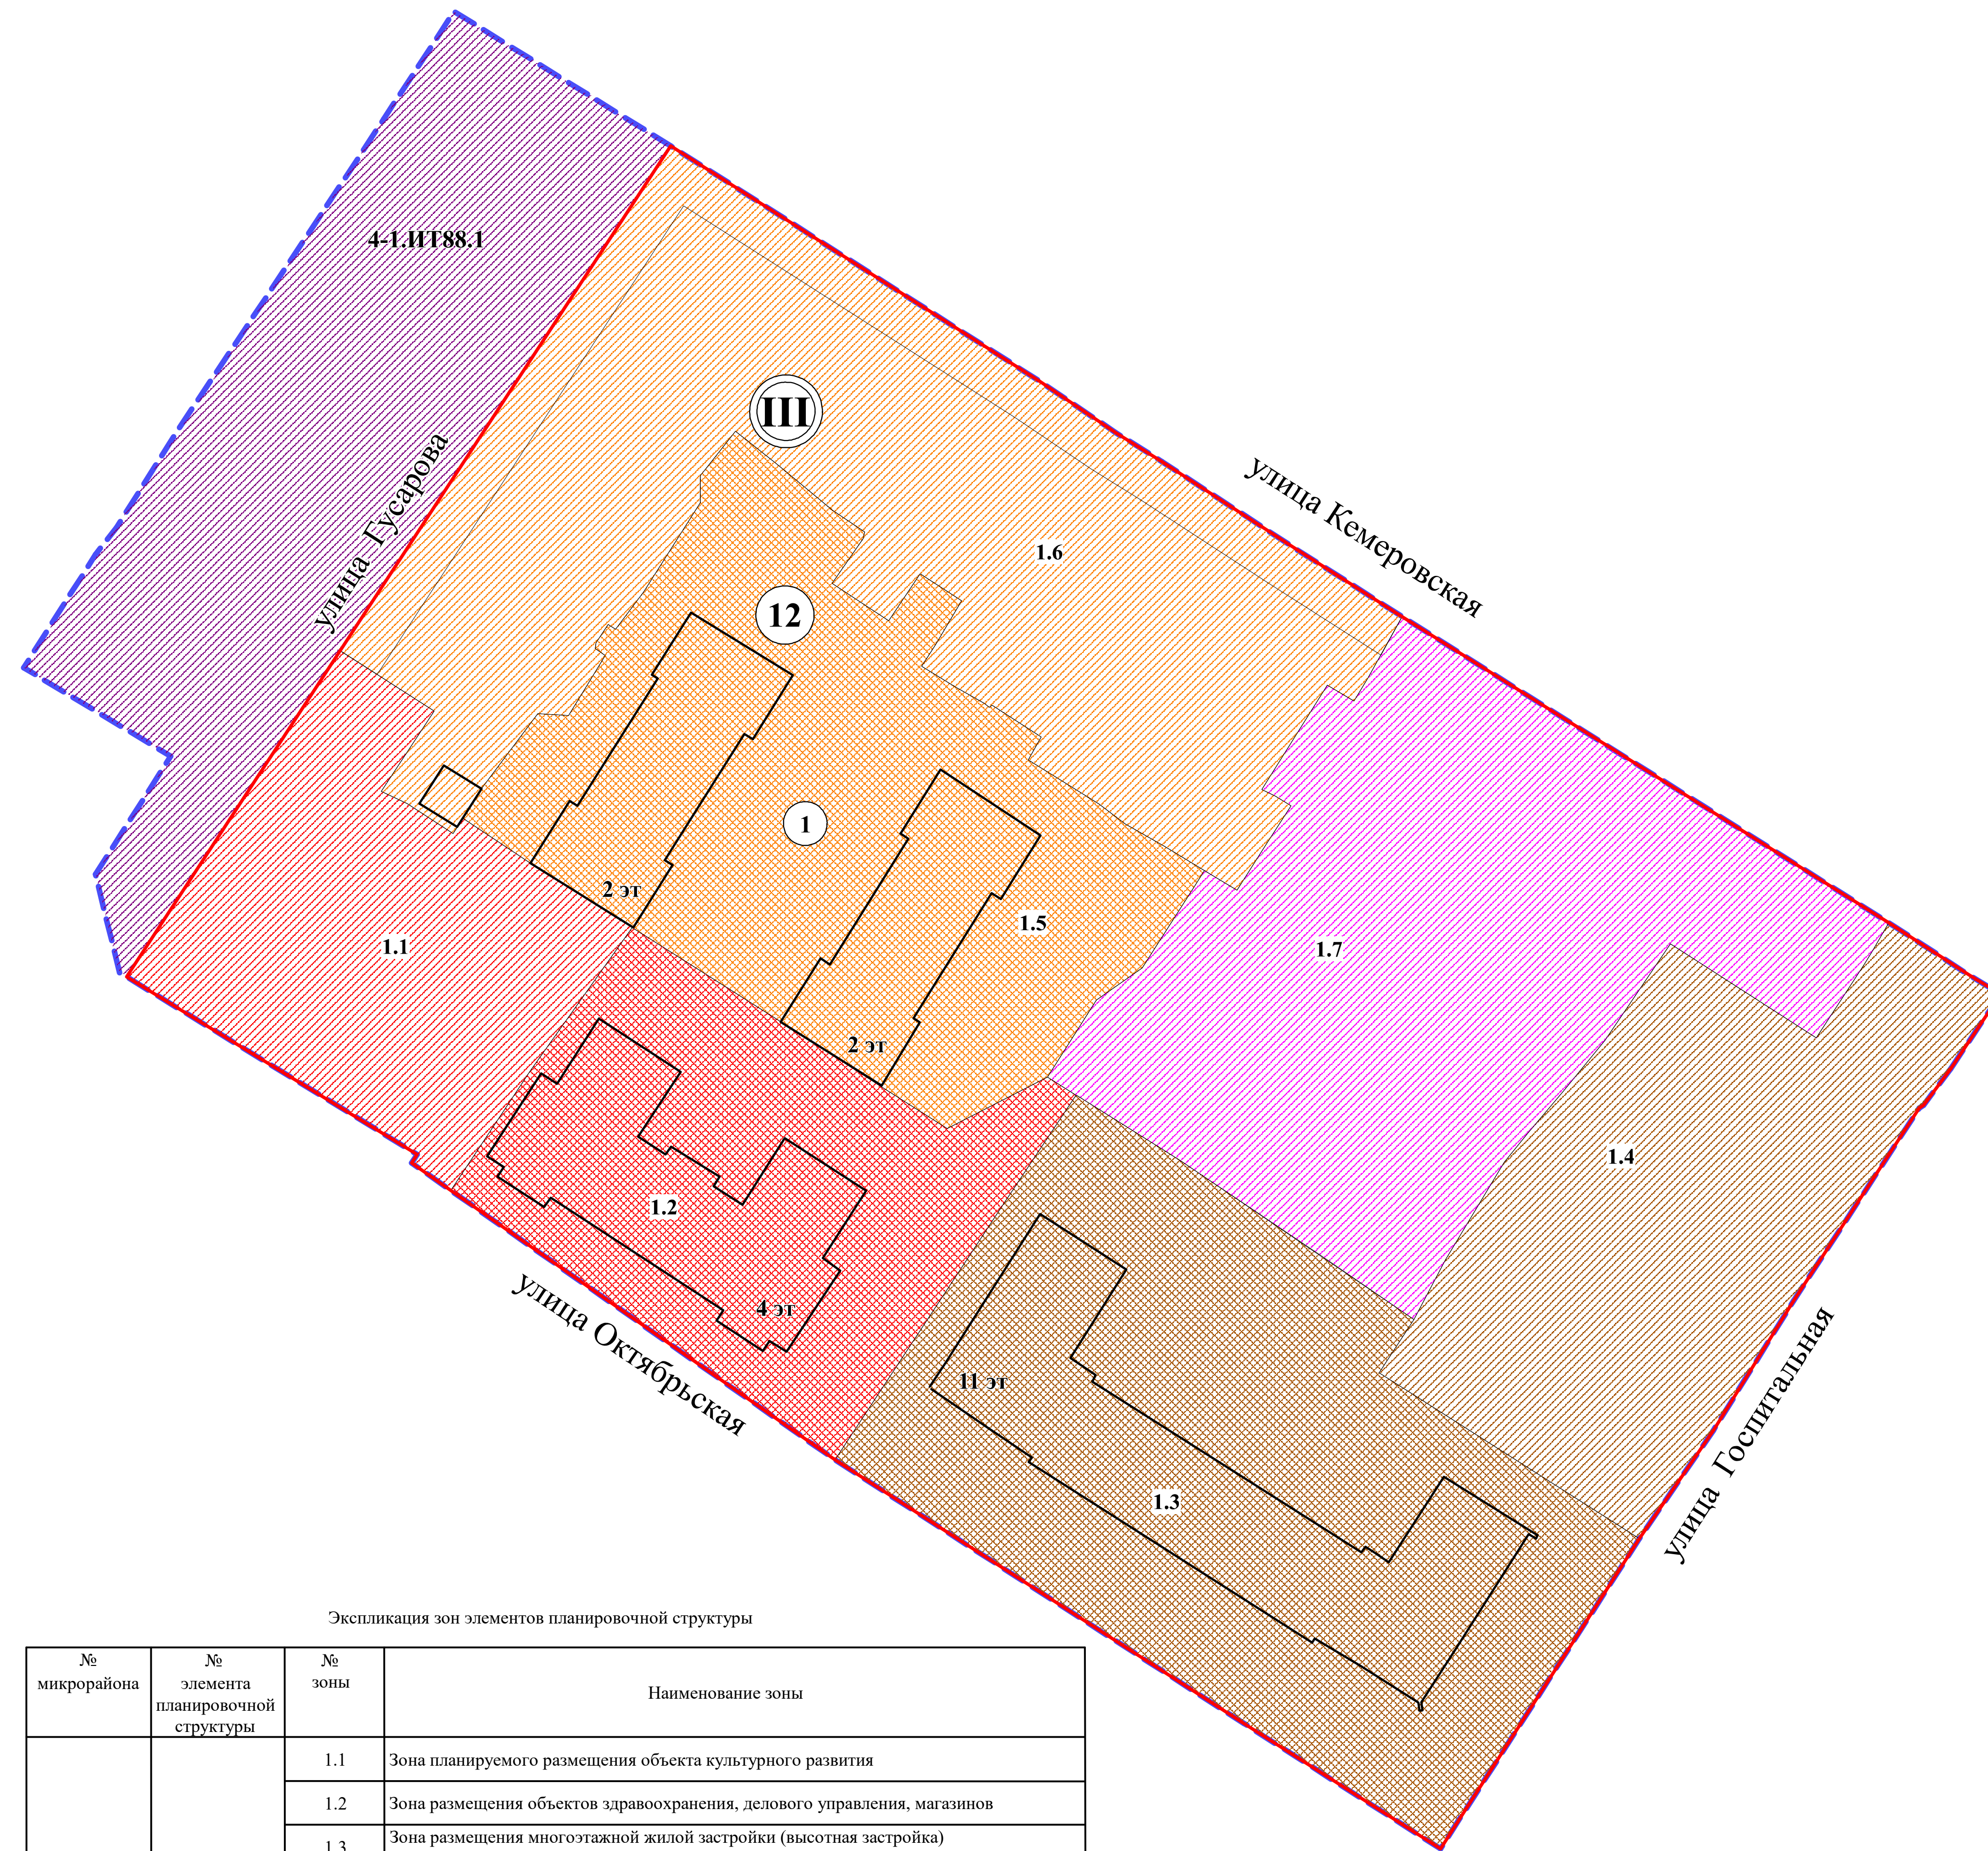 4-1.ИТ88.1
III
улица Гусарова
улица Кемеровская
1.6
12
1
2 эт
1.5
1.1
1.7
2 эт
1.4
1.2
4 эт
улица Октябрьская
11 эт
улица Госпитальная
1.3
Экспликация зон элементов планировочной структуры
№
микрорайона
№
элемента
планировочной
структуры
№
зоны
Наименование зоны
1.1
Зона планируемого размещения объекта культурного развития
1.2
Зона размещения объектов здравоохранения, делового управления, магазинов
1.3
Зона размещения многоэтажной жилой застройки (высотная застройка)